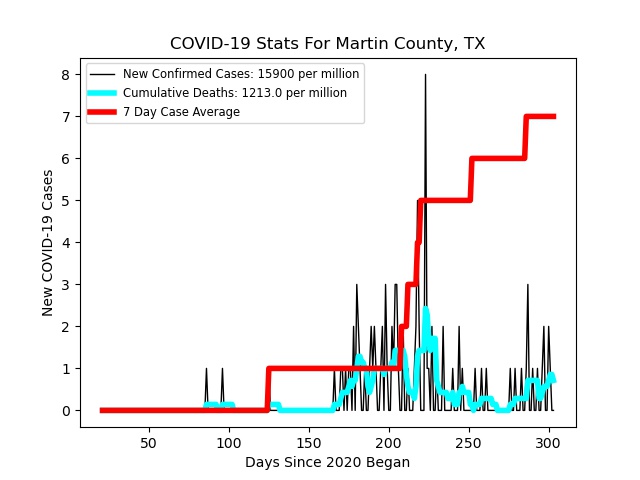 COVID-19 Stats For Martin County, TX
New Confirmed Cases: 15900 per million
Cumulative Deaths: 1213.0 per million
7 Day Case Average
New COVID-19 Cases
8
7
6
5
4
3
2
1
0
50 100 150 200 250 300
Days Since 2020 Began